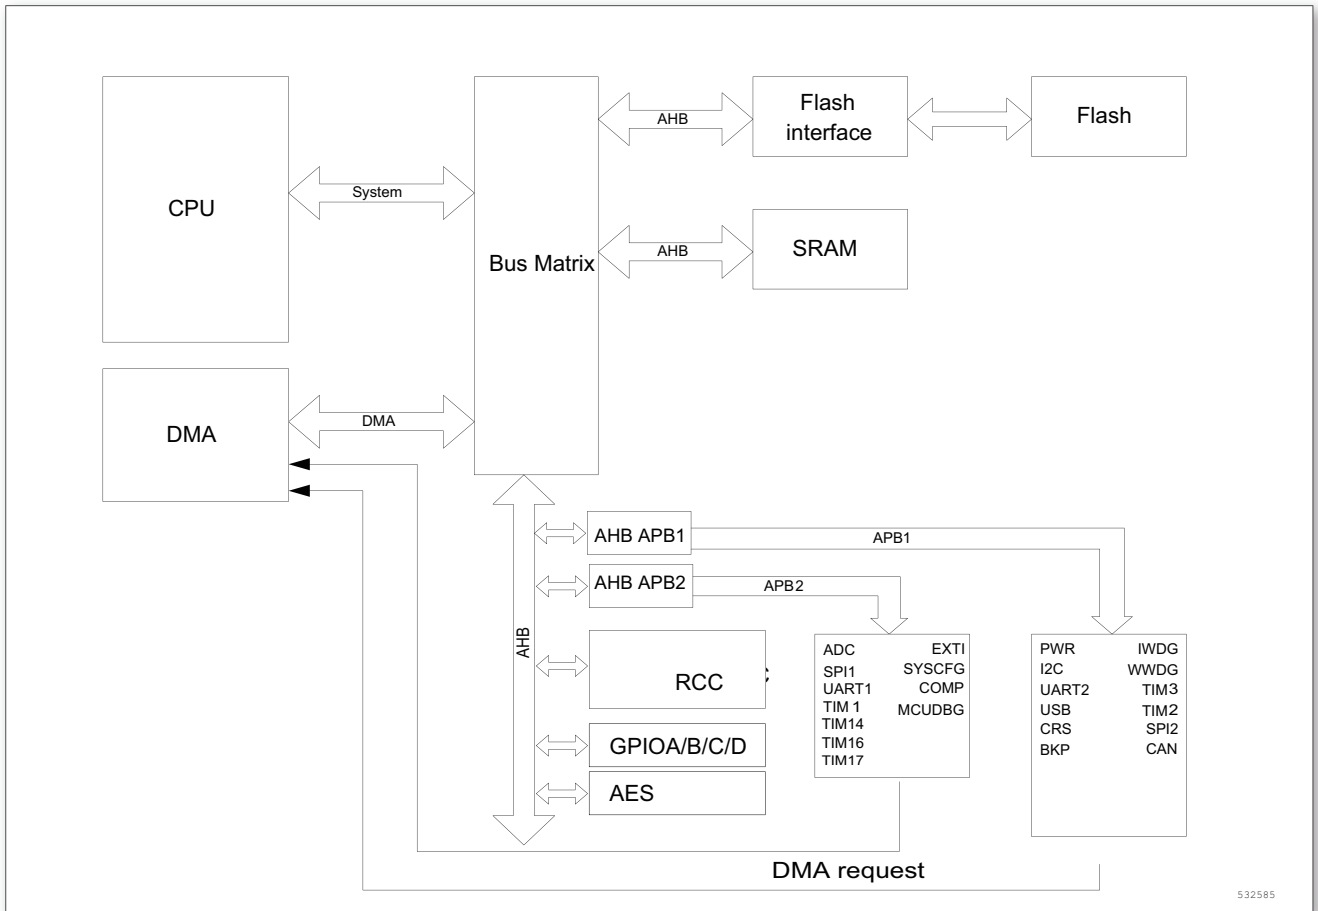 Flash
interface
Flash
AHB
CPU
System
Bus Matrix
AHB
SRAM
DMA
DMA
AHB APB1
APB1
AHB APB2
APB2
AHB
RCC
GPIOA/B/C/D
AES
ADC
SPI1
UART1
TIM 1
TIM14
TIM16
TIM17
EXTI
SYSCFG
COMP
MCUDBG
PWR
I2C
UART2
USB
CRS
BKP
IWDG
WWDG
TIM3
TIM2
SPI2
CAN
DMA request
532585